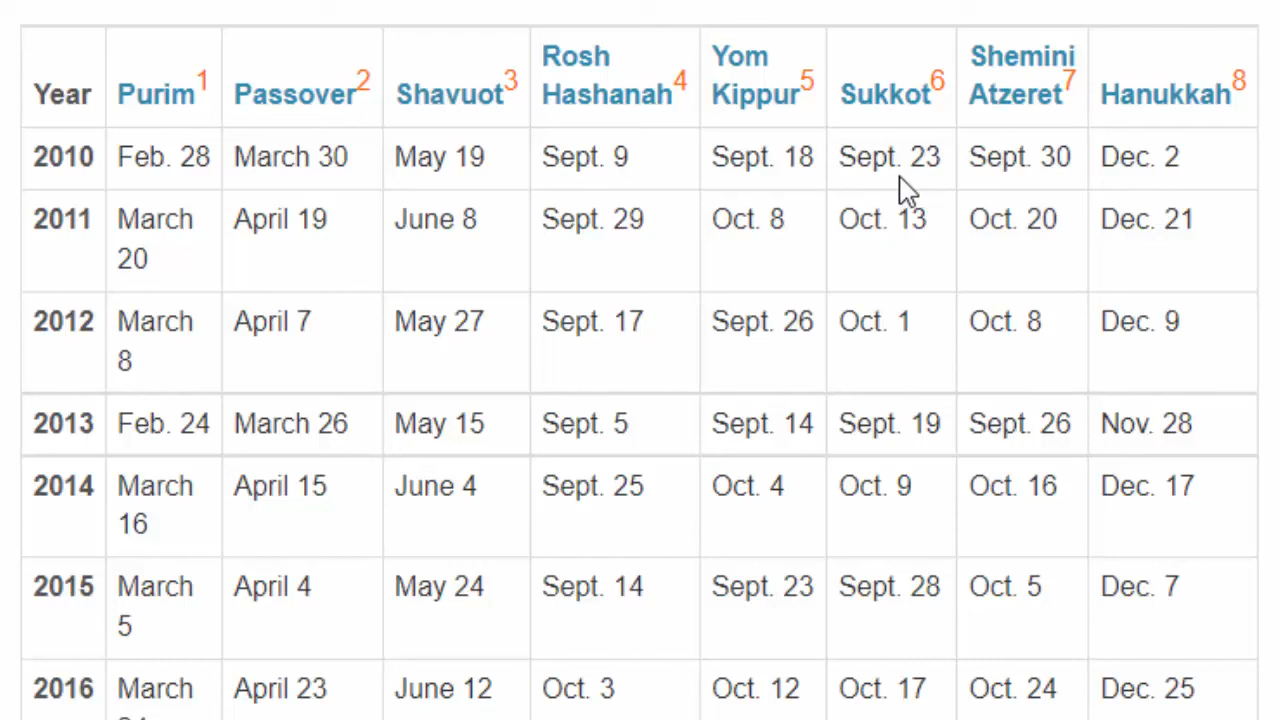 Year Purim1 Passover2 Shavuot3 Rosh Hashanah4 Yom Kippur5 Sukkot6 Shemini Atzeret7 Hanukkah8
2010 Feb. 28 March 30 May 19 Sept. 9 Sept. 18 Sept. 23 Sept. 30 Dec. 2
2011 March 20 April 19 June 8 Sept. 29 Oct. 8 Oct. 13 Oct. 20 Dec. 21
2012 March 8 April 7 May 27 Sept. 17 Sept. 26 Oct. 1 Oct. 8 Dec. 9
2013 Feb. 24 March 26 May 15 Sept. 5 Sept. 14 Sept. 19 Sept. 26 Nov. 28
2014 March 16 April 15 June 4 Sept. 25 Oct. 4 Oct. 9 Oct. 16 Dec. 17
2015 March 5 April 4 May 24 Sept. 14 Sept. 23 Sept. 28 Oct. 5 Dec. 7
2016 March April 23 June 12 Oct. 3 Oct. 12 Oct. 17 Oct. 24 Dec. 25